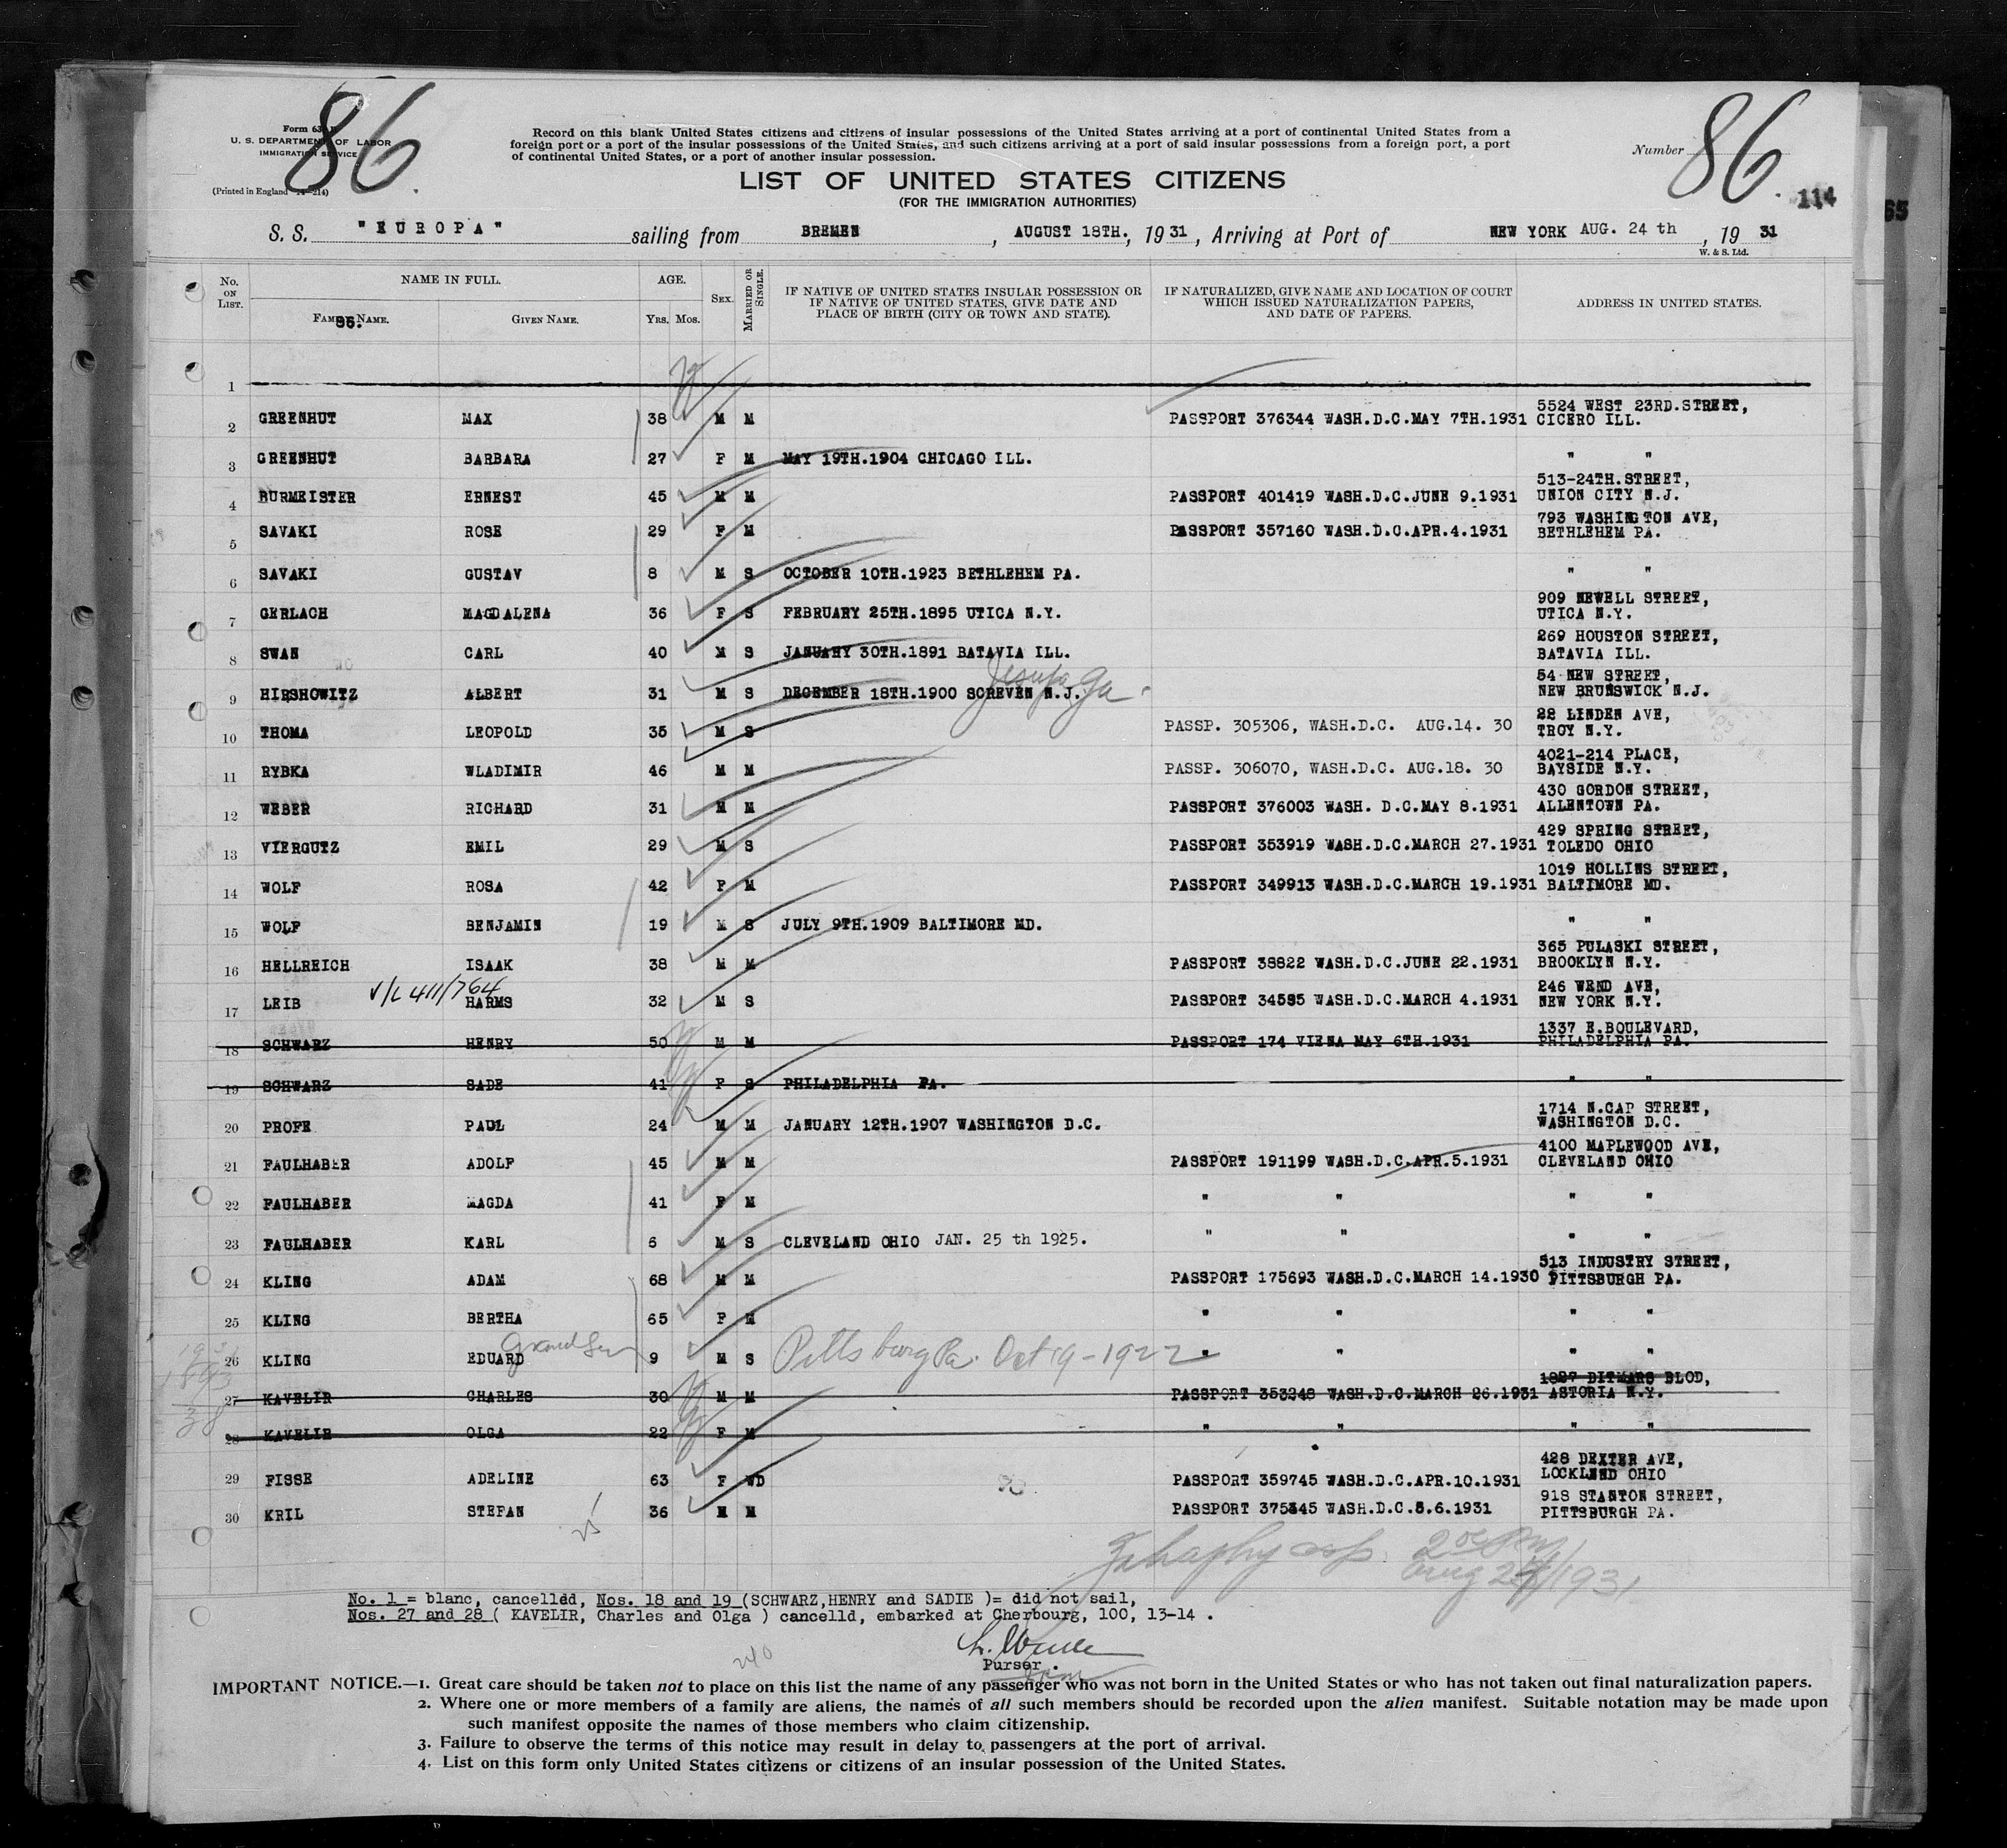 86
86
Form 630
U. S. DEPARTMENT OF LABOR
IMMIGRATION SERVICE
(Printed in England 14-214)
Record on this blank United States citizens and citizens of insular possessions of the United States arriving at a port of continental United States from a
foreign port or a port of the insular possessions of the United States, and such citizens arriving at a port of said insular possessions from a foreign port, a port
of continental United States, or a port of another insular possession.
Number
114
65
LIST OF UNITED STATES CITIZENS
(FOR THE IMMIGRATION AUTHORITIES)
S. S. "EUROPA" sailing from BREMEN, AUGUST 18TH., 1931, Arriving at Port of NEW YORK AUG. 24 th, 19 31
W. & S. Ltd.
No. ON LIST. NAME IN FULL. AGE. SEX. MARRIED OR SINGLE. IF NATIVE OF UNITED STATES INSULAR POSSESSION OR IF NATIVE OF UNITED STATES, GIVE DATE AND PLACE OF BIRTH (CITY OR TOWN AND STATE). IF NATURALIZED, GIVE NAME AND LOCATION OF COURT WHICH ISSUED NATURALIZATION PAPERS, AND DATE OF PAPERS. ADDRESS IN UNITED STATES.
FAMILY NAME. GIVEN NAME. YRS. MOS.
86.
1
2 GREENHUT MAX 38 M M PASSPORT 376344 WASH.D.C.MAY 7TH.1931 5524 WEST 23RD.STREET, CICERO ILL.
3 GREENHUT BARBARA 27 F M MAY 19TH.1904 CHICAGO ILL. " "
4 BURMEISTER ERNEST 45 M M PASSPORT 401419 WASH.D.C.JUNE 9.1931 513-24TH.STREET, UNION CITY N.J.
5 SAVAKI ROSE 29 F M PASSPORT 357160 WASH.D.C.APR.4.1931 793 WASHINGTON AVE, BETHLEHEM PA.
6 SAVAKI GUSTAV 8 M S OCTOBER 10TH.1923 BETHLEHEM PA. " "
7 GERLACH MAGDALENA 36 F S FEBRUARY 25TH.1895 UTICA N.Y. 909 NEWELL STREET, UTICA N.Y.
8 SWAN CARL 40 M S JANUARY 30TH.1891 BATAVIA ILL. 269 HOUSTON STREET, BATAVIA ILL.
9 HIRSHOWITZ ALBERT 31 M S DECEMBER 18TH.1900 SCREVEN N.J. Jesup Ga. 54 NEW STREET, NEW BRUNSWICK N.J.
10 THOMA LEOPOLD 35 M S PASSP. 305306, WASH.D.C. AUG.14. 30 22 LINDEN AVE, TROY N.Y.
11 RYBKA WLADIMIR 46 M M PASSP. 306070, WASH.D.C. AUG.18. 30 4021-214 PLACE, BAYSIDE N.Y.
12 WEBER RICHARD 31 M M PASSPORT 376003 WASH. D.C.MAY 8.1931 430 GORDON STREET, ALLENTOWN PA.
13 VIERGUTZ EMIL 29 M S PASSPORT 353919 WASH.D.C.MARCH 27.1931 429 SPRING STREET, TOLEDO OHIO
14 WOLF ROSA 42 F M PASSPORT 349913 WASH.D.C.MARCH 19.1931 1019 HOLLINS STREET, BALTIMORE MD.
15 WOLF BENJAMIN 19 M S JULY 9TH.1909 BALTIMORE MD. " "
16 HELLREICH ISAAK 38 M M PASSPORT 38822 WASH.D.C.JUNE 22.1931 365 PULASKI STREET, BROOKLYN N.Y.
17 LEIB V/L 411/764 HARMS 32 M S PASSPORT 34585 WASH.D.C.MARCH 4.1931 246 WEND AVE, NEW YORK N.Y.
18 SCHWARZ HENRY 50 M M PASSPORT 174 VIENA MAY 6TH.1931 1337 E.BOULEVARD, PHILADELPHIA PA.
19 SCHWARZ SADE 41 F S PHILADELPHIA PA. " "
20 PROFE PAUL 24 M M JANUARY 12TH.1907 WASHINGTON D.C. 1714 N.CAP STREET, WASHINGTON D.C.
21 FAULHABER ADOLF 45 M M PASSPORT 191199 WASH.D.C.APR.5.1931 4100 MAPLEWOOD AVE, CLEVELAND OHIO
22 FAULHABER MAGDA 41 F M " " " "
23 FAULHABER KARL 6 M S CLEVELAND OHIO JAN. 25 th 1925. " " " "
24 KLING ADAM 68 M M PASSPORT 175693 WASH.D.C.MARCH 14.1930 513 INDUSTRY STREET, PITTSBURGH PA.
25 KLING BERTHA 65 F M " " " "
26 KLING EDUARD Grandson 9 M S Pittsburg Pa. Oct 19-1922 " " "
27 KAVELIR CHARLES 30 M M PASSPORT 353248 WASH.D.C.MARCH 26.1931 1827 DITMARS BLOD, ASTORIA N.Y.
28 KAVELIR OLGA 22 F M " " " "
29 FISSE ADELINE 63 F WD PASSPORT 359745 WASH.D.C.APR.10.1931 428 DEXTER AVE, LOCKLEND OHIO
30 KRIL STEFAN 36 M M PASSPORT 375345 WASH.D.C.5.6.1931 918 STANTON STREET, PITTSBURGH PA.
Aug 24/1931
No. 1 = blanc, cancelled, Nos. 18 and 19 (SCHWARZ,HENRY and SADIE )= did not sail,
Nos. 27 and 28 ( KAVELIR, Charles and Olga ) cancelld, embarked at Cherbourg, 100, 13-14 .
240
Purser.
IMPORTANT NOTICE.—1. Great care should be taken not to place on this list the name of any passenger who was not born in the United States or who has not taken out final naturalization papers.
2. Where one or more members of a family are aliens, the names of all such members should be recorded upon the alien manifest. Suitable notation may be made upon
such manifest opposite the names of those members who claim citizenship.
3. Failure to observe the terms of this notice may result in delay to passengers at the port of arrival.
4. List on this form only United States citizens or citizens of an insular possession of the United States.